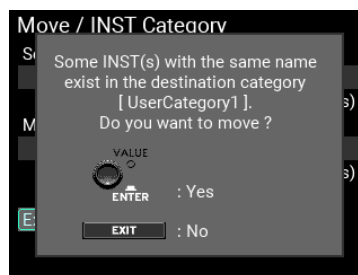 Move / INST Category
Some INST(s) with the same name
exist in the destination category
[ UserCategory1 ].
Do you want to move ?
VALUE
ENTER : Yes
EXIT : No